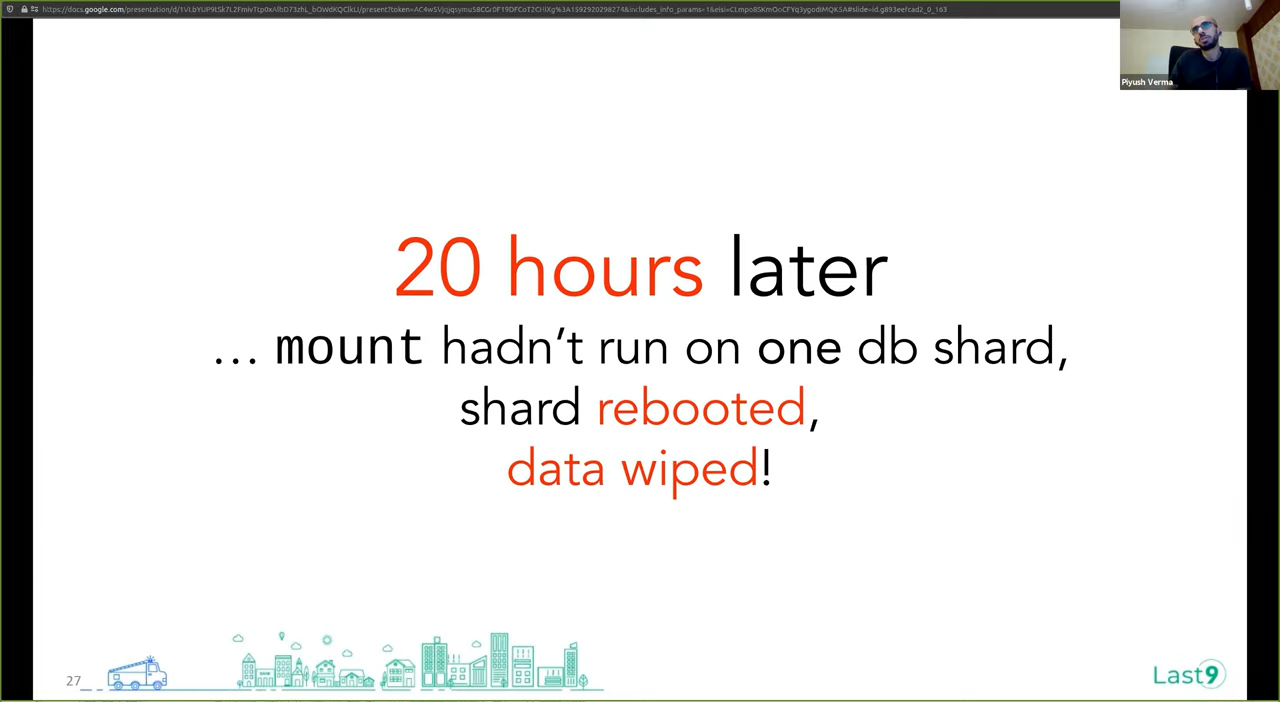 Piyush Verma
20 hours later
... mount hadn't run on one db shard,
shard rebooted,
data wiped!
27
Last9